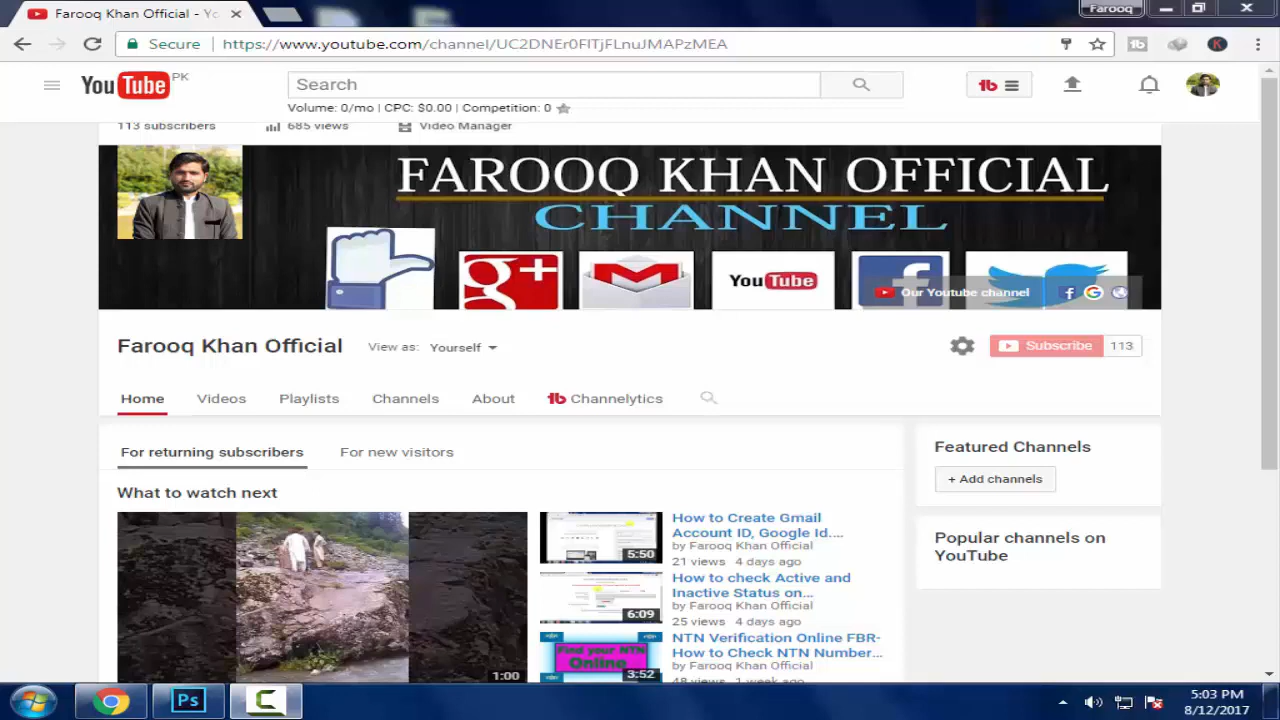 Farooq Khan Official - Yo
Farooq
Secure
https://www.youtube.com/channel/UC2DNEr0FlTjFLnuJMAPzMEA
YouTube PK
Search
Volume: 0/mo | CPC: $0.00 | Competition: 0
113 subscribers
685 views
Video Manager
FAROOQ KHAN OFFICIAL
CHANNEL
g+
YouTube
Our Youtube channel
Farooq Khan Official
View as: Yourself
Subscribe 113
Home
Videos
Playlists
Channels
About
Channelytics
For returning subscribers
For new visitors
What to watch next
1:00
5:50
How to Create Gmail
Account ID, Google Id....
by Farooq Khan Official
21 views 4 days ago
6:09
How to check Active and
Inactive Status on...
by Farooq Khan Official
25 views 4 days ago
Find your NTN
Online
3:52
NTN Verification Online FBR-
How to Check NTN Number...
by Farooq Khan Official
48 views 1 week ago
Featured Channels
+ Add channels
Popular channels on
YouTube
Ps
5:03 PM
8/12/2017